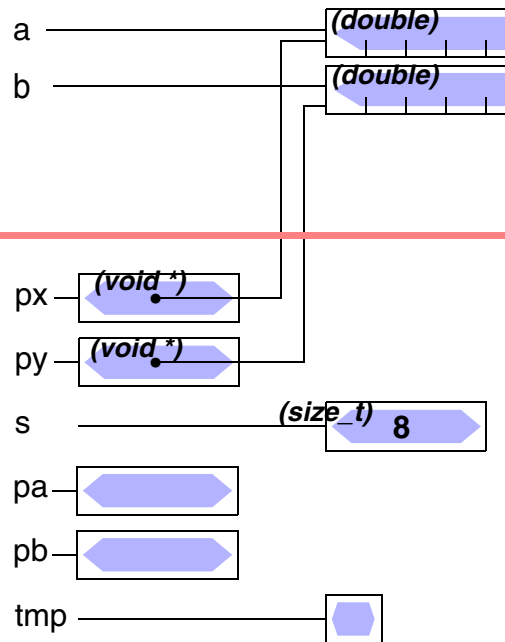 a (double)
b (double)
px (void *)
py (void *)
s (size_t) 8
pa
pb
tmp